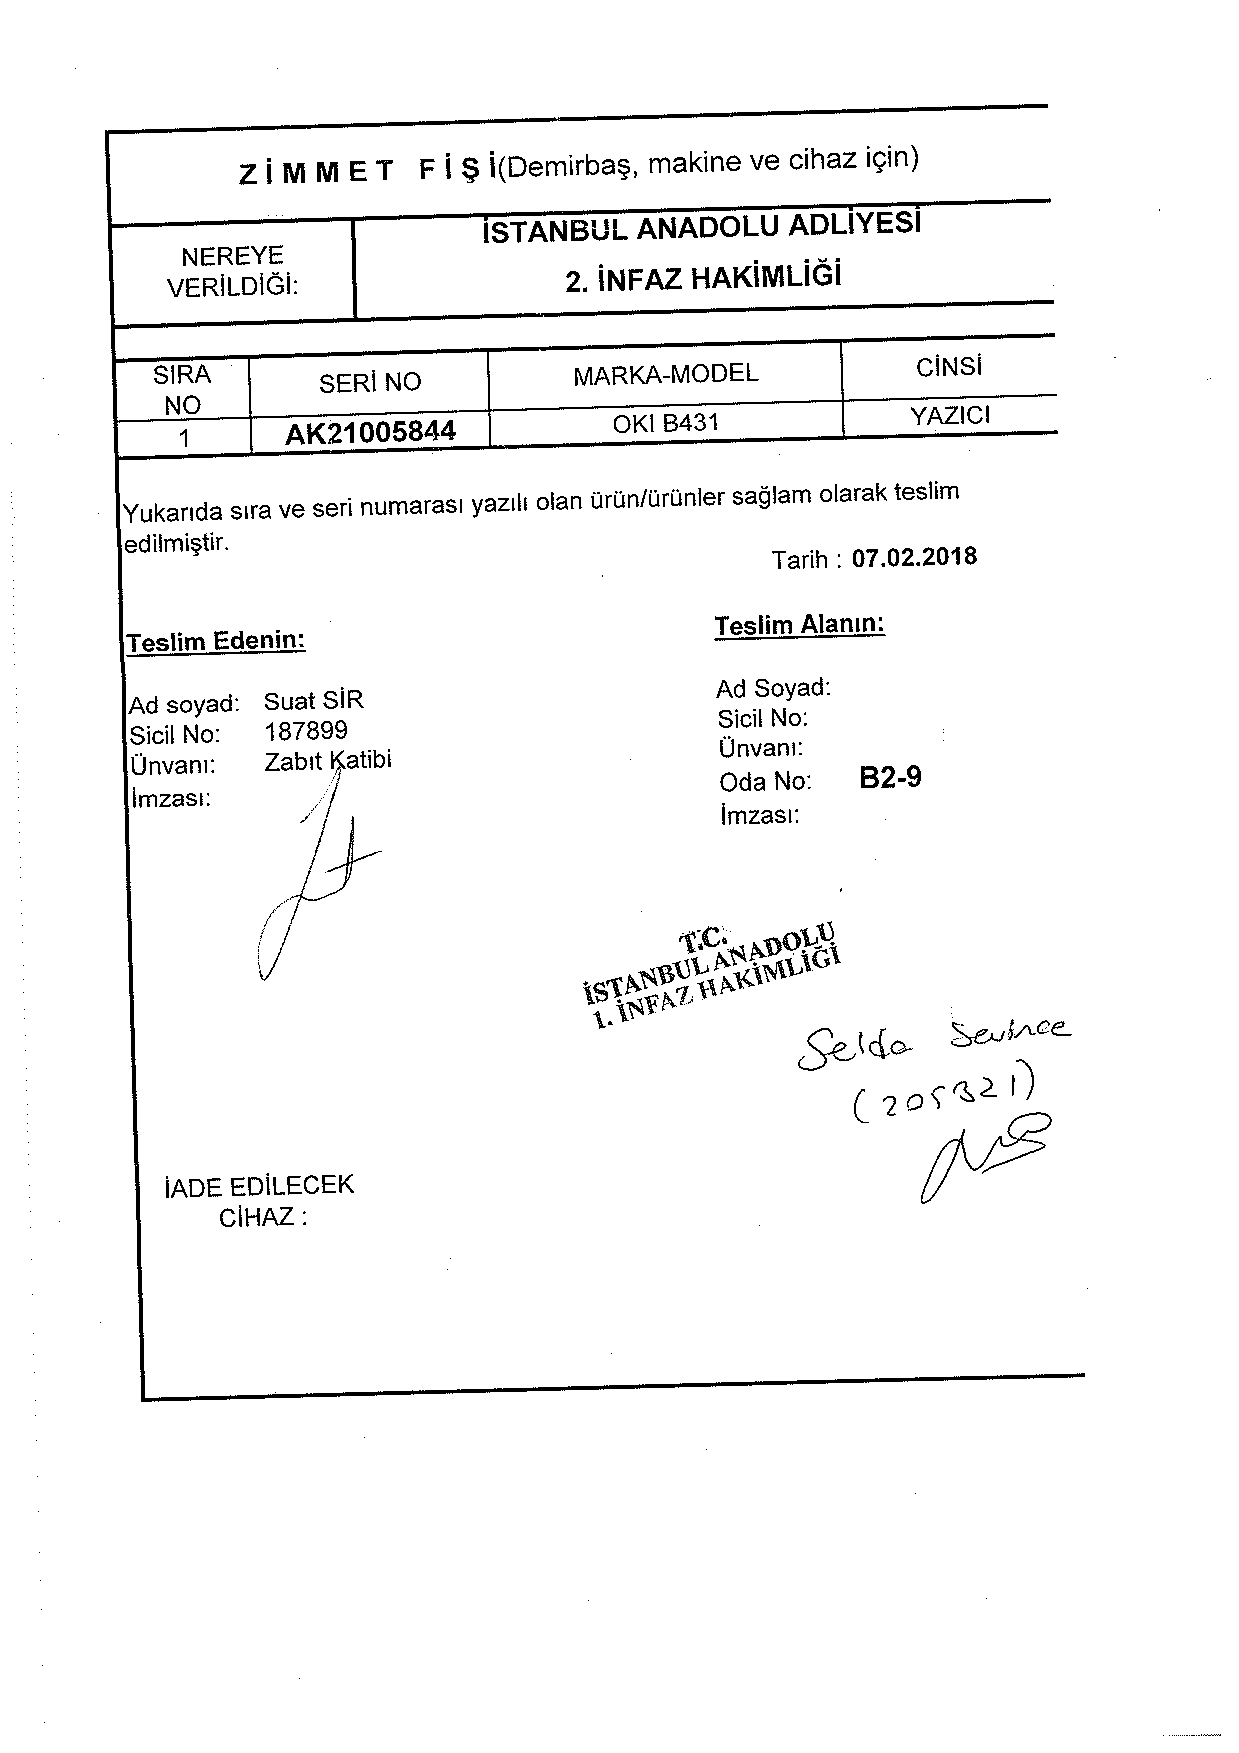 ZİMMET FİŞİ(Demirbaş, makine ve cihaz için)
NEREYE VERİLDİĞİ:
İSTANBUL ANADOLU ADLİYESİ
2. İNFAZ HAKİMLİĞİ
SIRA NO SERİ NO MARKA-MODEL CİNSİ
1 AK21005844 OKI B431 YAZICI
Yukarıda sıra ve seri numarası yazılı olan ürün/ürünler sağlam olarak teslim
edilmiştir.
Tarih : 07.02.2018
Teslim Edenin:
Ad soyad: Suat SİR
Sicil No: 187899
Ünvanı: Zabıt Katibi
İmzası:
Teslim Alanın:
Ad Soyad:
Sicil No:
Ünvanı:
Oda No: B2-9
İmzası:
T.C.
İSTANBUL ANADOLU
1. İNFAZ HAKİMLİĞİ
Selda
(205321)
İADE EDİLECEK
CİHAZ :